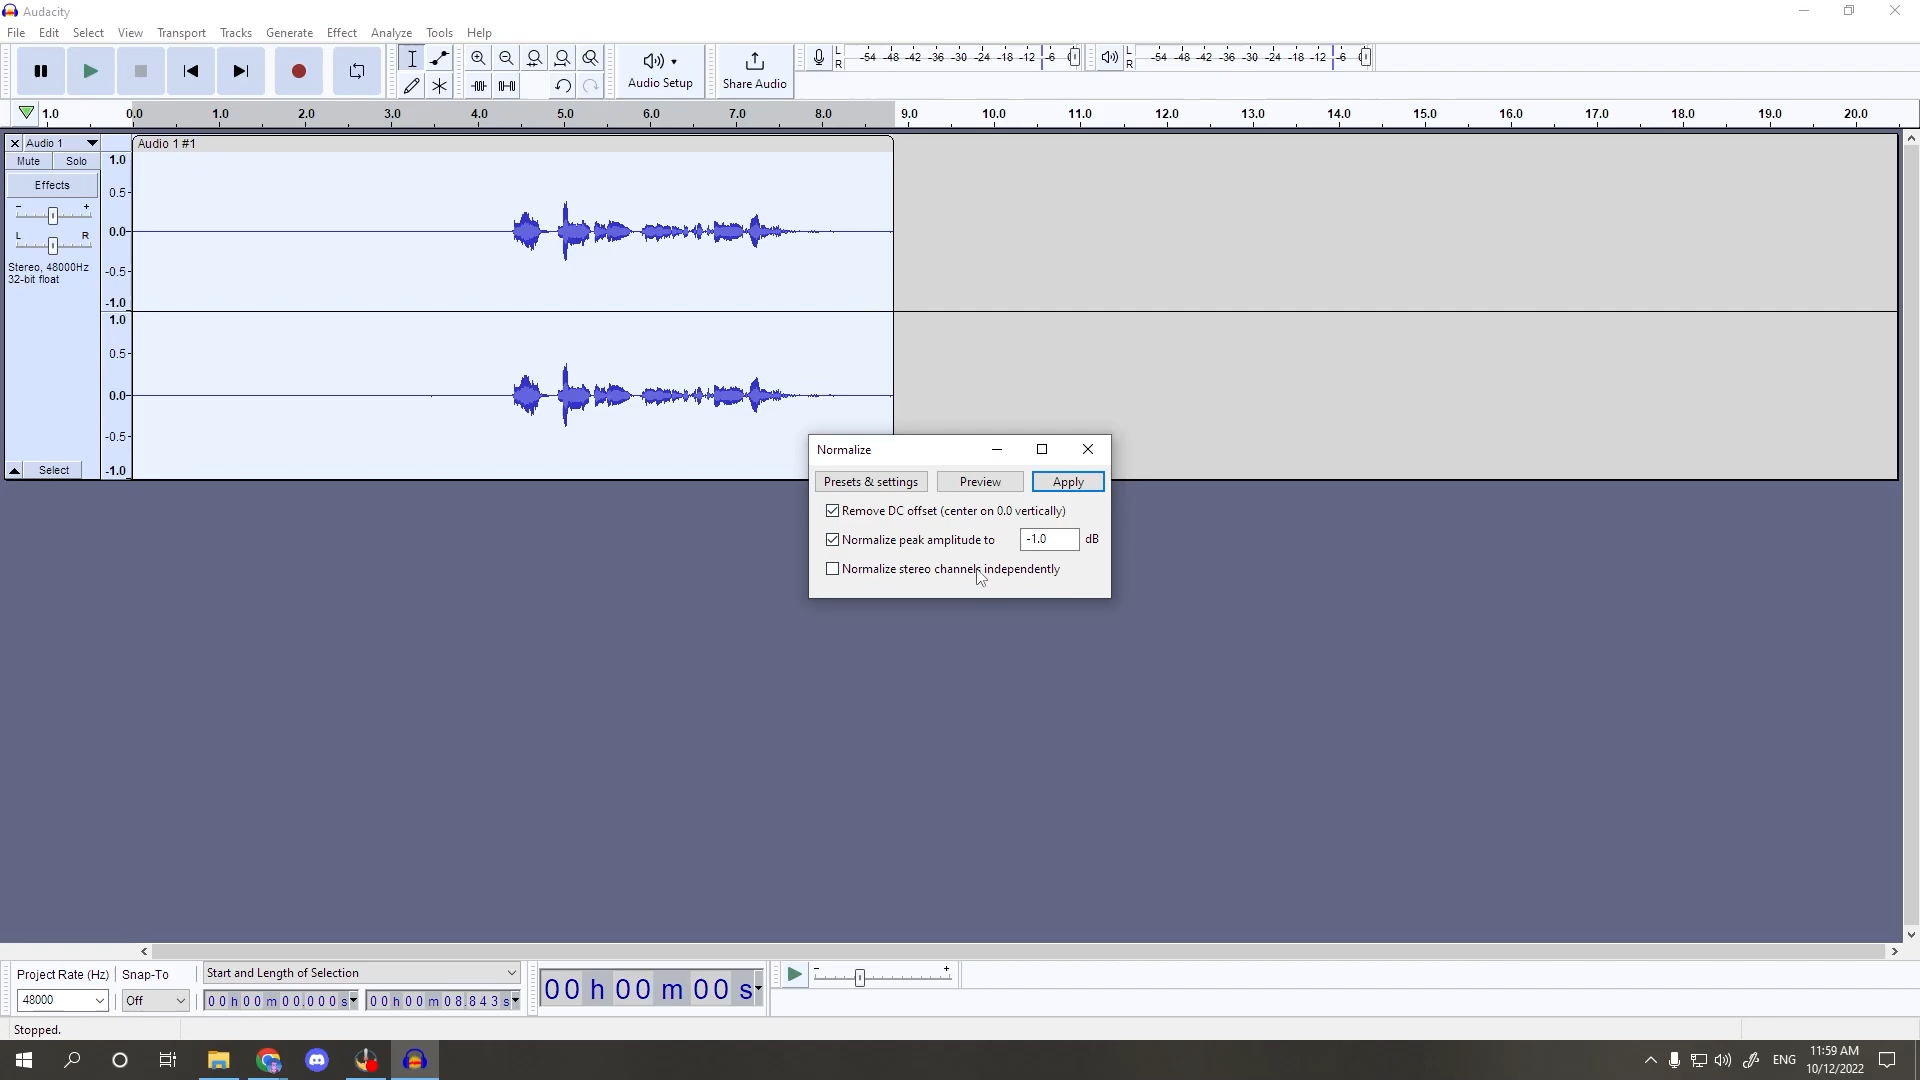 Audacity
File Edit Select View Transport Tracks Generate Effect Analyze Tools Help
Audio Setup
Share Audio
L
R
-54 -48 -42 -36 -30 -24 -18 -12 -6
L
R
-54 -48 -42 -36 -30 -24 -18 -12 -6
1.0 0.0 1.0 2.0 3.0 4.0 5.0 6.0 7.0 8.0 9.0 10.0 11.0 12.0 13.0 14.0 15.0 16.0 17.0 18.0 19.0 20.0
Audio 1
Mute Solo
Effects
- +
L R
Stereo, 48000Hz
32-bit float
Select
Audio 1 #1
1.0
0.5
0.0
-0.5
-1.0
1.0
0.5
0.0
-0.5
-1.0
Normalize
Presets & settings Preview Apply
Remove DC offset (center on 0.0 vertically)
Normalize peak amplitude to -1.0 dB
Normalize stereo channels independently
Project Rate (Hz) Snap-To Start and Length of Selection
48000 Off 00h00m00.000s 00h00m08.843s
00 h 00 m 00 s
- +
Stopped.
ENG
11:59 AM
10/12/2022